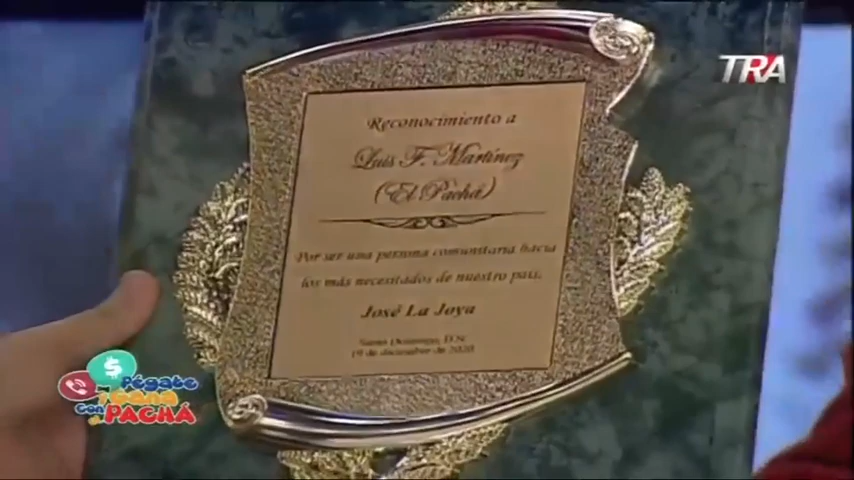 TRA
Reconocimiento a
Luis F. Martínez
(El Pachá)
Por ser una persona comunitaria hacia
los más necesitados de nuestro país.
José La Joya
Santo Domingo, D.N.
19 de diciembre de 2020
Pégate
y Gana
Con el
PACHÁ